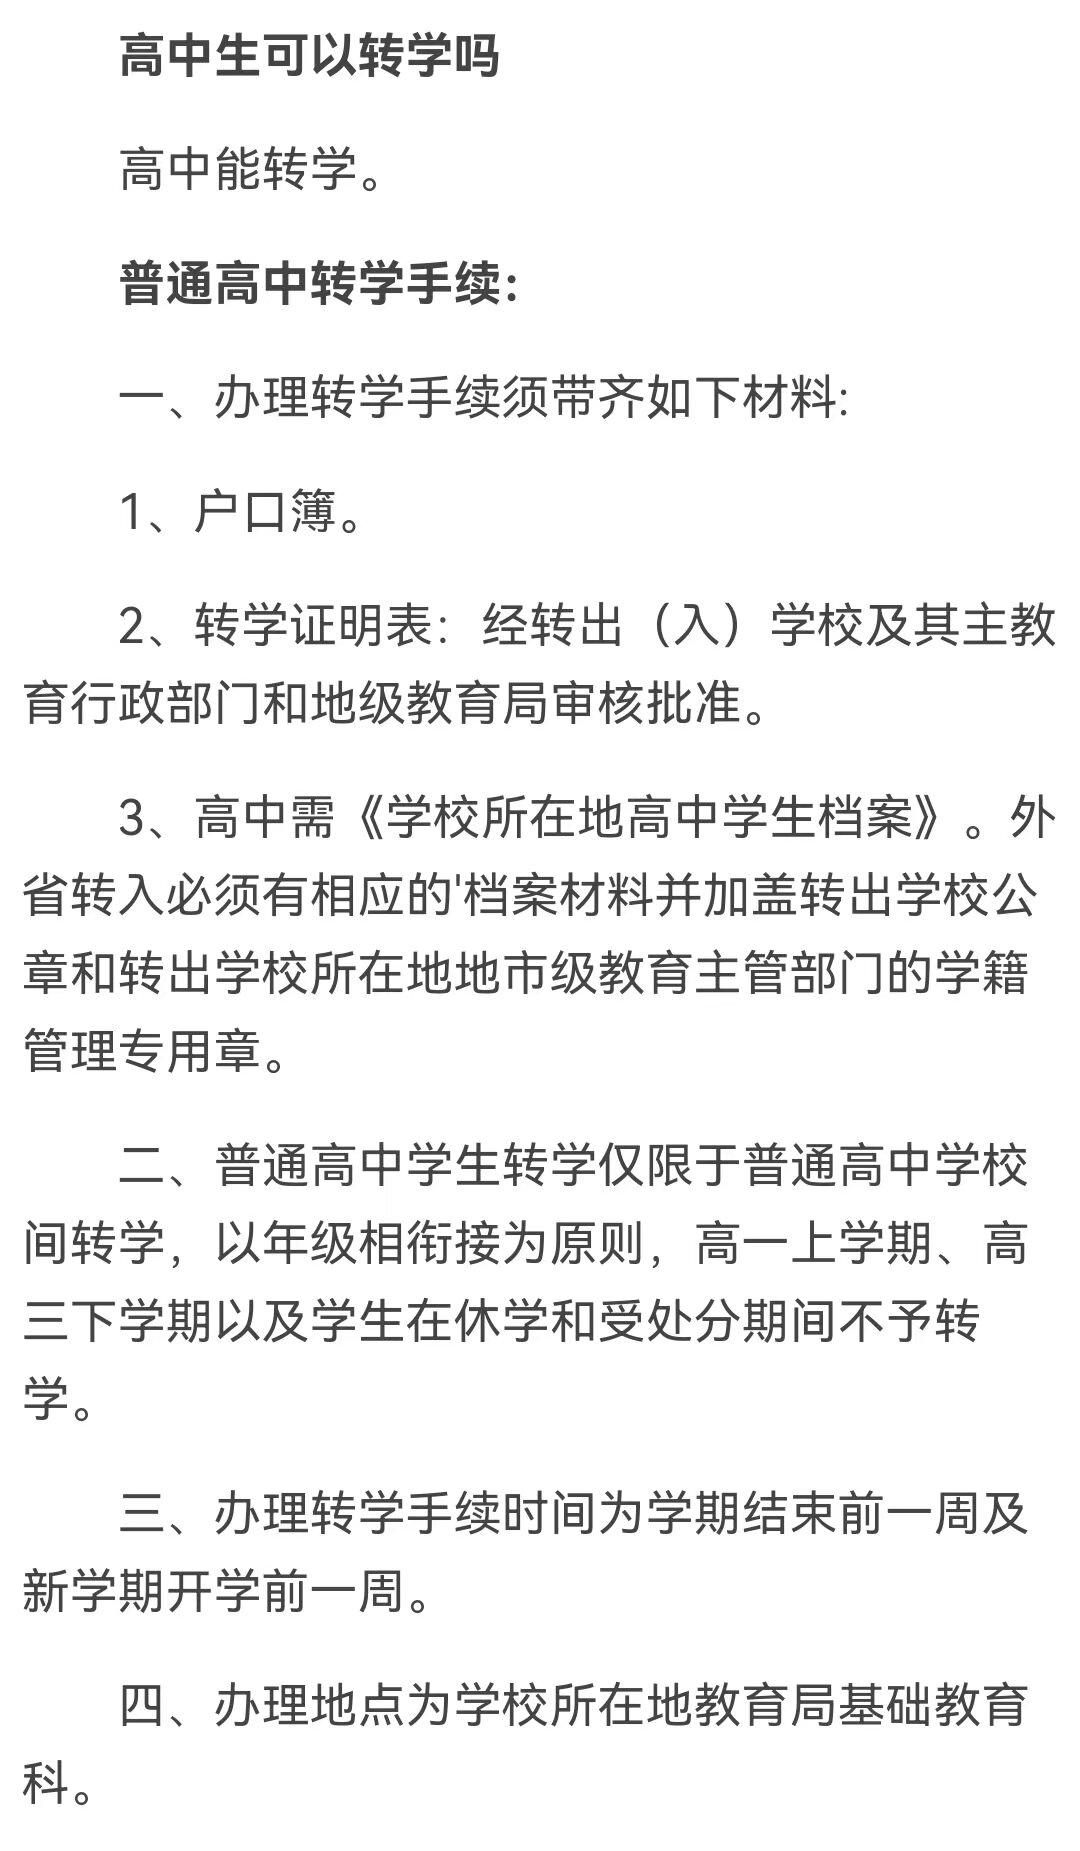 高中生可以转学吗
高中能转学。
普通高中转学手续：
一、办理转学手续须带齐如下材料:
1、户口簿。
2、转学证明表：经转出（入）学校及其主教
育行政部门和地级教育局审核批准。
3、高中需《学校所在地高中学生档案》。外
省转入必须有相应的'档案材料并加盖转出学校公
章和转出学校所在地地市级教育主管部门的学籍
管理专用章。
二、普通高中学生转学仅限于普通高中学校
间转学，以年级相衔接为原则，高一上学期、高
三下学期以及学生在休学和受处分期间不予转
学。
三、办理转学手续时间为学期结束前一周及
新学期开学前一周。
四、办理地点为学校所在地教育局基础教育
科。